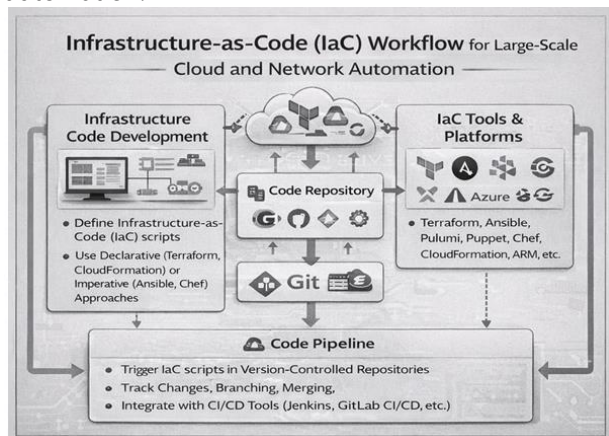 Infrastructure-as-Code (IaC) Workflow for Large-Scale
Cloud and Network Automation
Infrastructure
Code Development
• Define Infrastructure-as-
Code (IaC) scripts
• Use Declarative (Terraform,
CloudFormation) or
Imperative (Ansible, Chef)
Approaches
Code Repository
Git
IaC Tools &
Platforms
Azure
• Terraform, Ansible,
Pulumi, Puppet, Chef,
CloudFormation, ARM, etc.
Code Pipeline
• Trigger IaC scripts in Version-Controlled Repositories
• Track Changes, Branching, Merging,
• Integrate with CI/CD Tools (Jenkins, GitLab CI/CD, etc.)